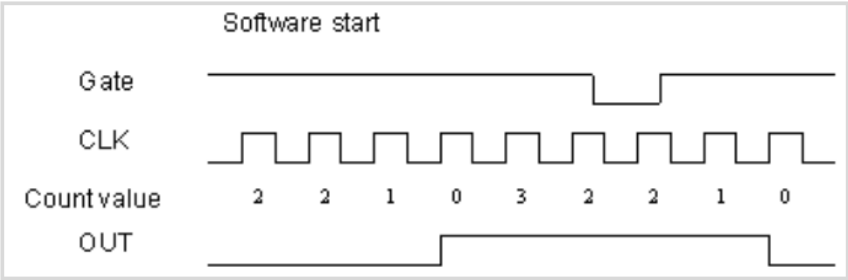 Software start
Gate
CLK
Count value 2 2 1 0 3 2 2 1 0
OUT